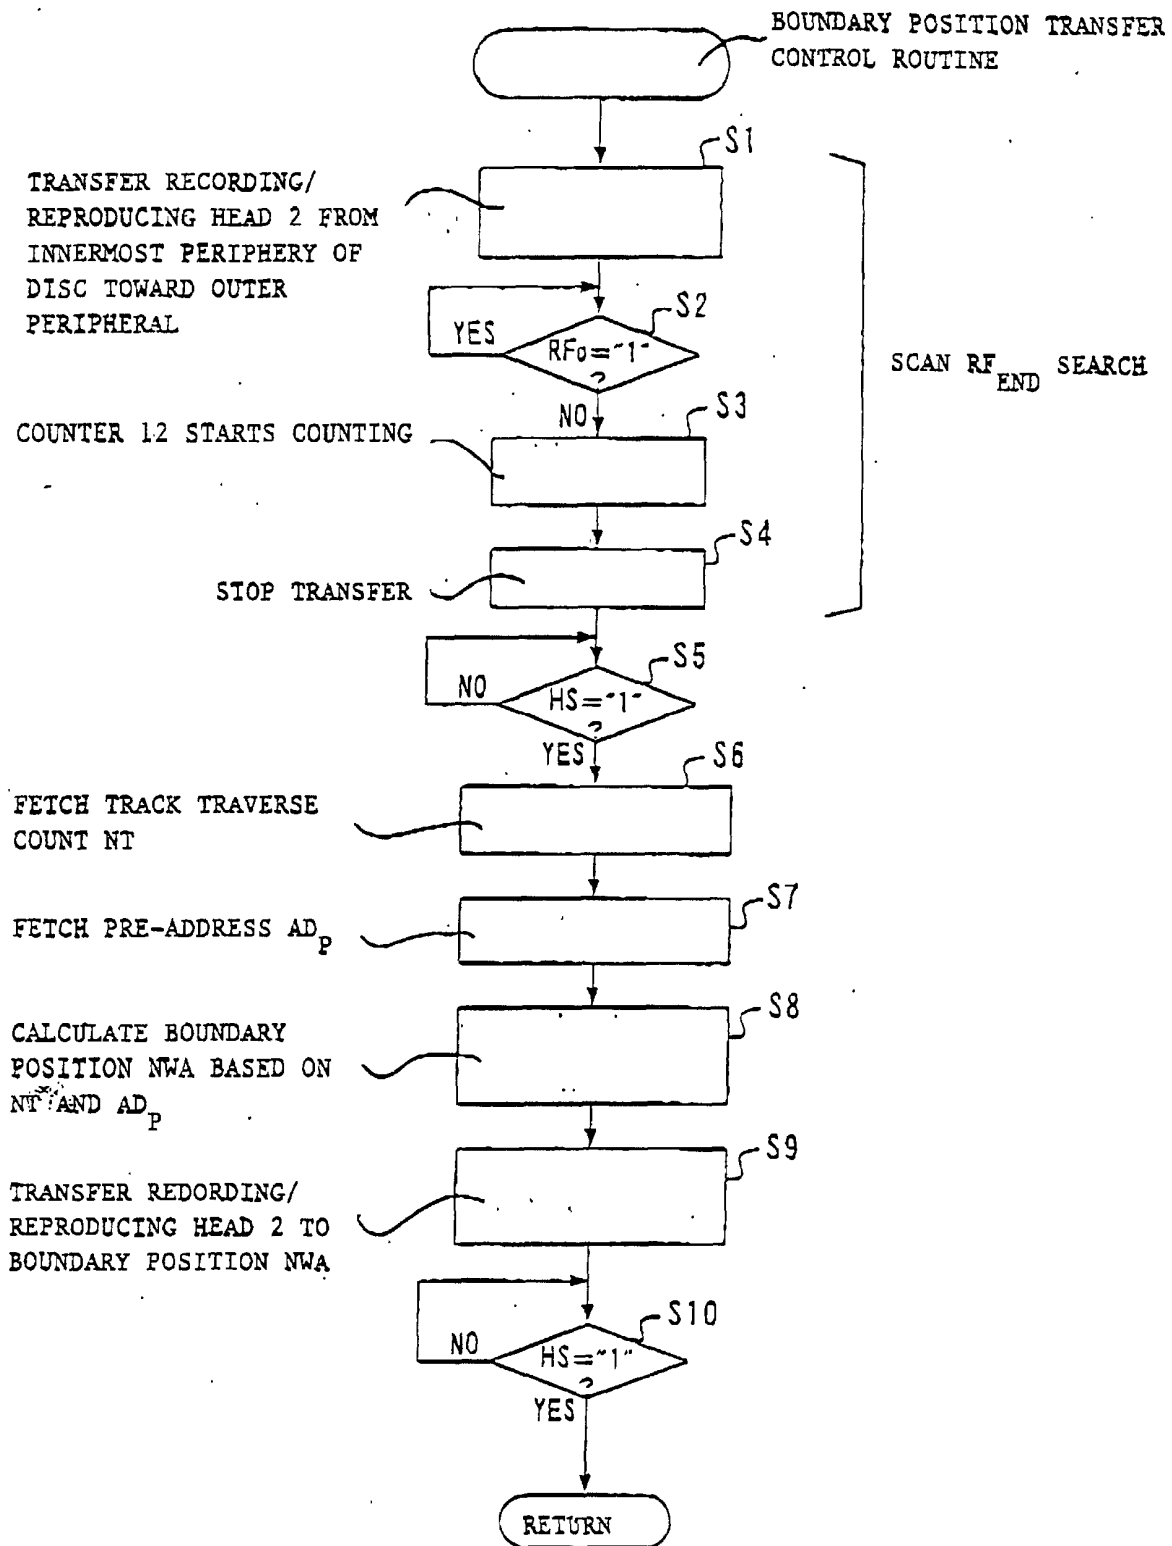 BOUNDARY POSITION TRANSFER
CONTROL ROUTINE
S1
TRANSFER RECORDING/
REPRODUCING HEAD 2 FROM
INNERMOST PERIPHERY OF
DISC TOWARD OUTER
PERIPHERAL
S2
YES
RFo="1"
?
NO
SCAN RF END SEARCH
S3
COUNTER 12 STARTS COUNTING
S4
STOP TRANSFER
S5
NO
HS="1"
?
YES
S6
FETCH TRACK TRAVERSE
COUNT NT
S7
FETCH PRE-ADDRESS AD P
S8
CALCULATE BOUNDARY
POSITION NWA BASED ON
NT AND AD P
S9
TRANSFER REDORDING/
REPRODUCING HEAD 2 TO
BOUNDARY POSITION NWA
S10
NO
HS="1"
?
YES
RETURN